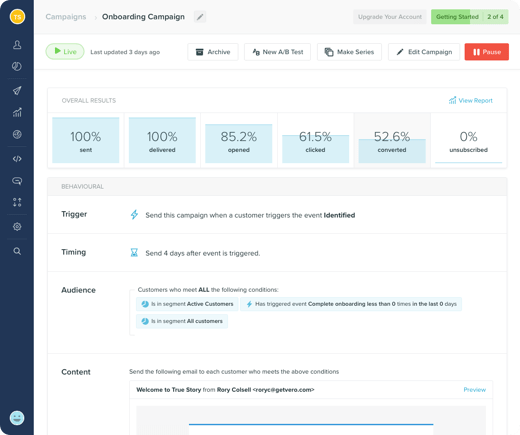 TS
Campaigns > Onboarding Campaign
Upgrade Your Account
Getting Started 2 of 4
Live
Last updated 3 days ago
Archive
New A/B Test
Make Series
Edit Campaign
Pause
OVERALL RESULTS
View Report
100%
sent
100%
delivered
85.2%
opened
61.5%
clicked
52.6%
converted
0%
unsubscribed
BEHAVIOURAL
Trigger
Send this campaign when a customer triggers the event Identified
Timing
Send 4 days after event is triggered.
Audience
Customers who meet ALL the following conditions:
Is in segment Active Customers
Has triggered event Complete onboarding less than 0 times in the last 0 days
Is in segment All customers
Content
Send the following email to each customer who meets the above conditions
Welcome to True Story from Rory Coisell <roryc@getvero.com>
Preview